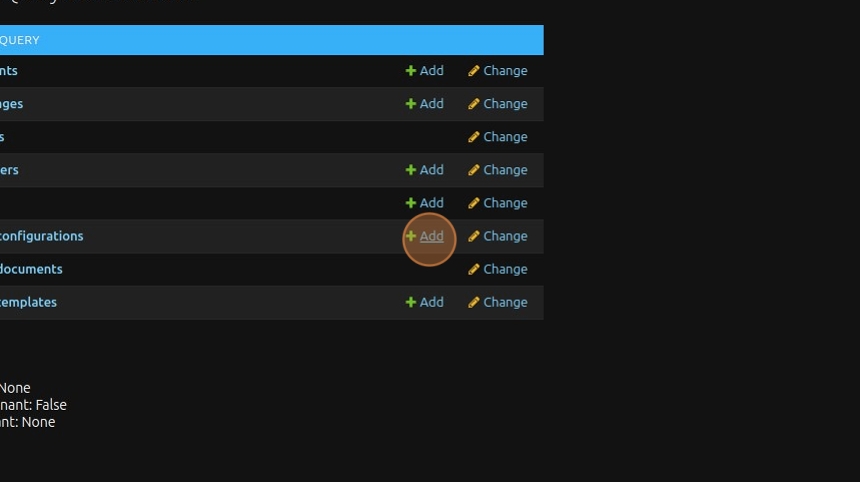 QUERY
nts + Add Change
ges + Add Change
s Change
ers + Add Change
+ Add Change
configurations + Add Change
documents Change
templates + Add Change
None
nant: False
nt: None